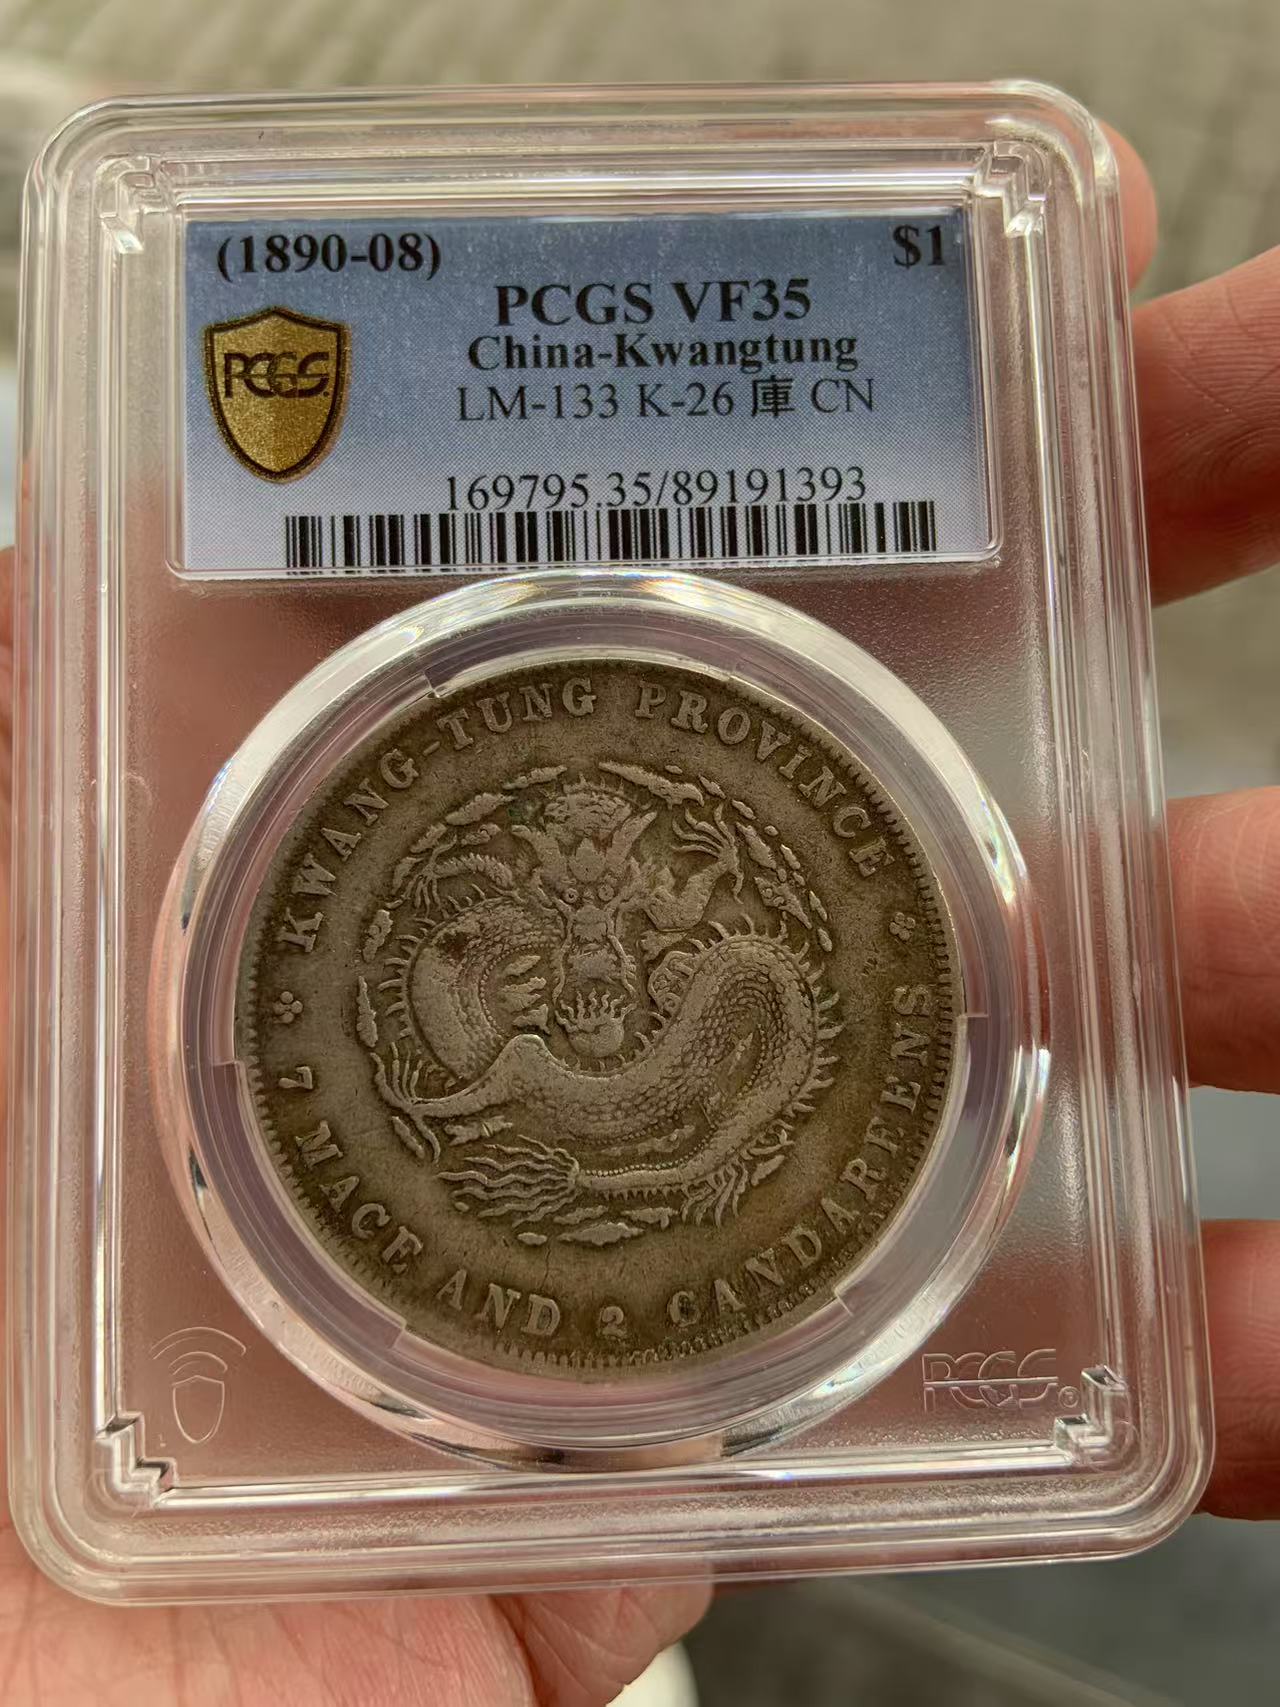 (1890-08) $1
PCGS VF35
China-Kwangtung
LM-133 K-26 庫 CN
PCGS
169795.35/89191393
KWANG-TUNG PROVINCE
7 MACE AND 2 CANDAREENS
PCGS